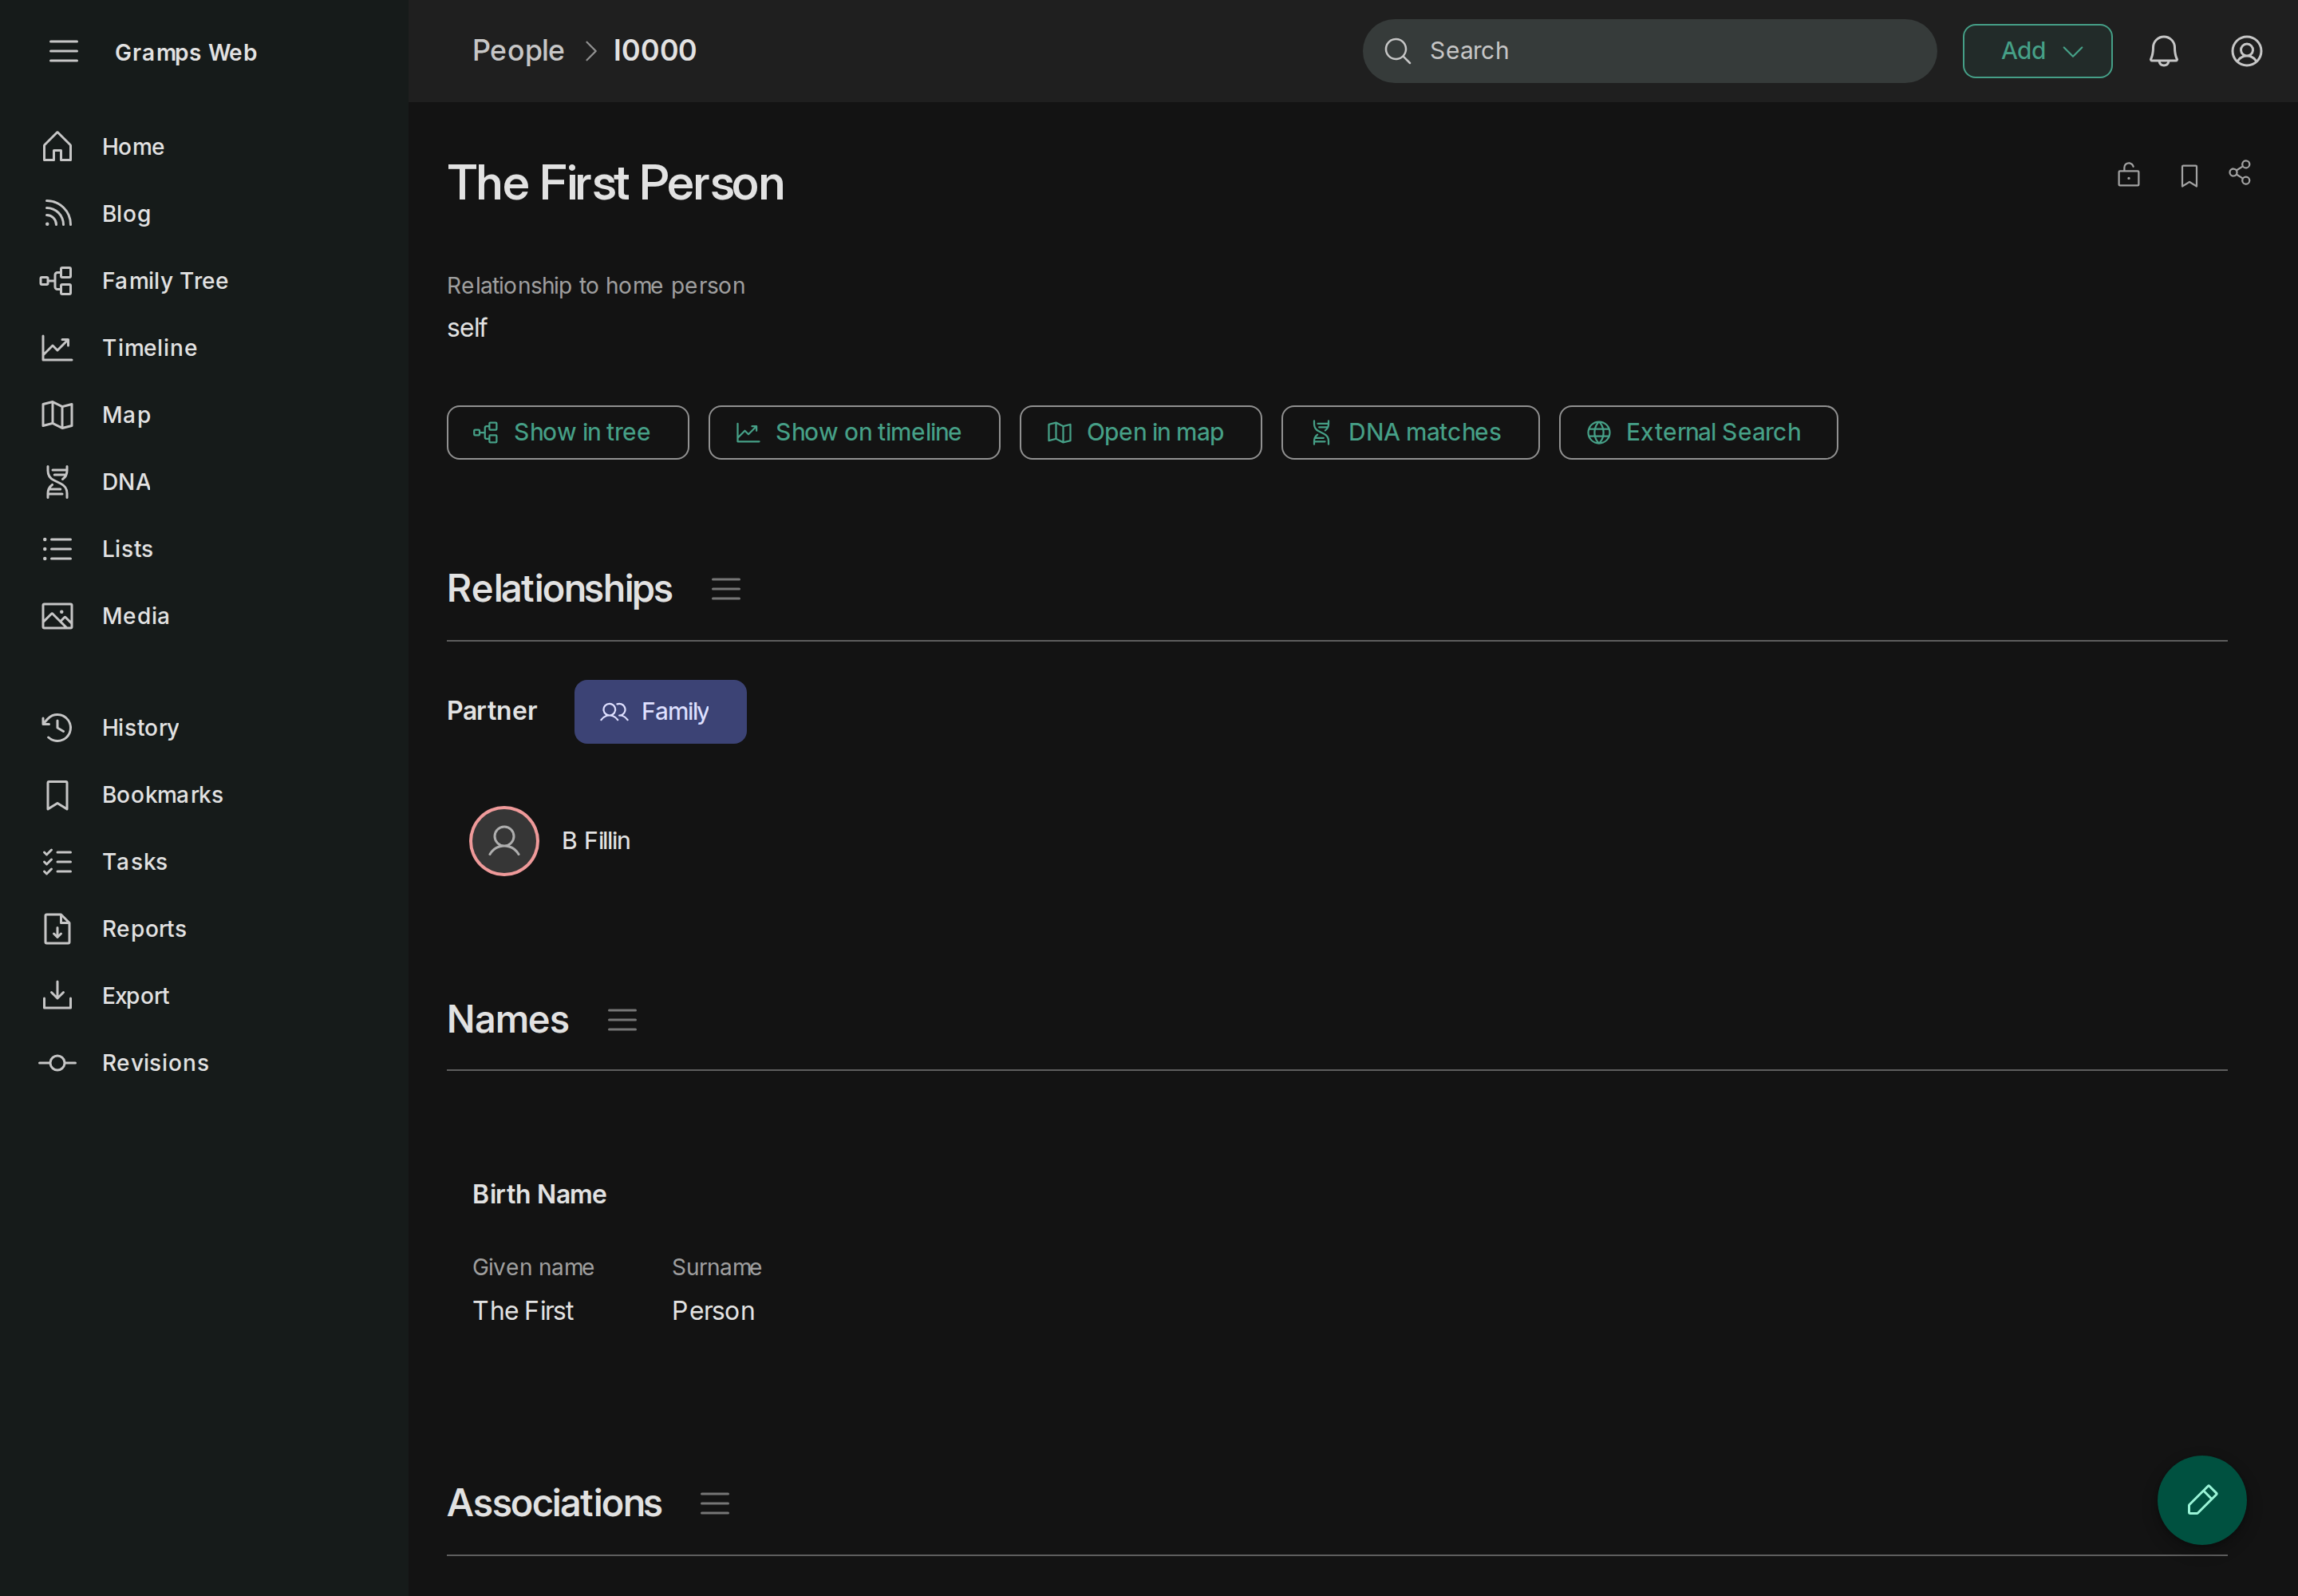 Gramps Web
People > I0000
Search
Add
Home
Blog
Family Tree
Timeline
Map
DNA
Lists
Media
History
Bookmarks
Tasks
Reports
Export
Revisions
The First Person
Relationship to home person
self
Show in tree
Show on timeline
Open in map
DNA matches
External Search
Relationships
Partner
Family
B Fillin
Names
Birth Name
Given name Surname
The First Person
Associations